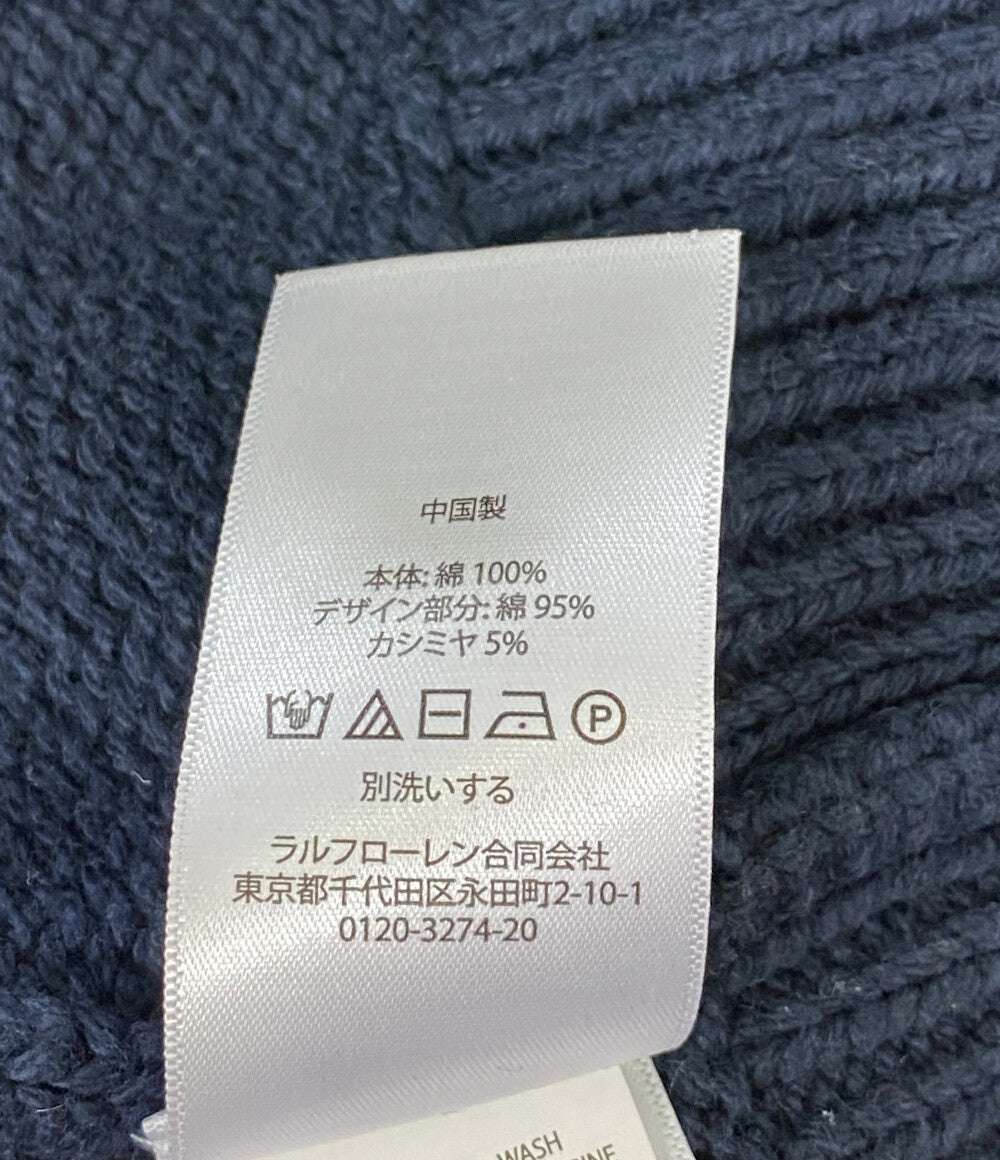 中国製
本体: 綿 100%
デザイン部分: 綿 95%
カシミヤ 5%
P
別洗いする
ラルフローレン合同会社
東京都千代田区永田町2-10-1
0120-3274-20
WASH